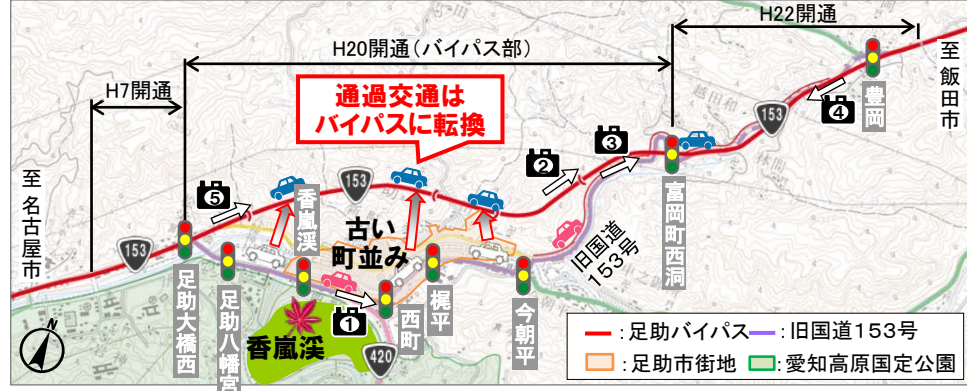 H22開通
H20開通（バイパス部）
H7開通
至 飯田市
至 名古屋市
通過交通は
バイパスに転換
豊岡
153
④
③
②
⑤
153
153
富岡町西洞
香嵐渓
古い
町並み
旧国道
153号
足助大橋西
足助八幡宮
①
西町
梶平
今朝平
香嵐渓
420
N
：足助バイパス
：旧国道153号
：足助市街地
：愛知高原国定公園